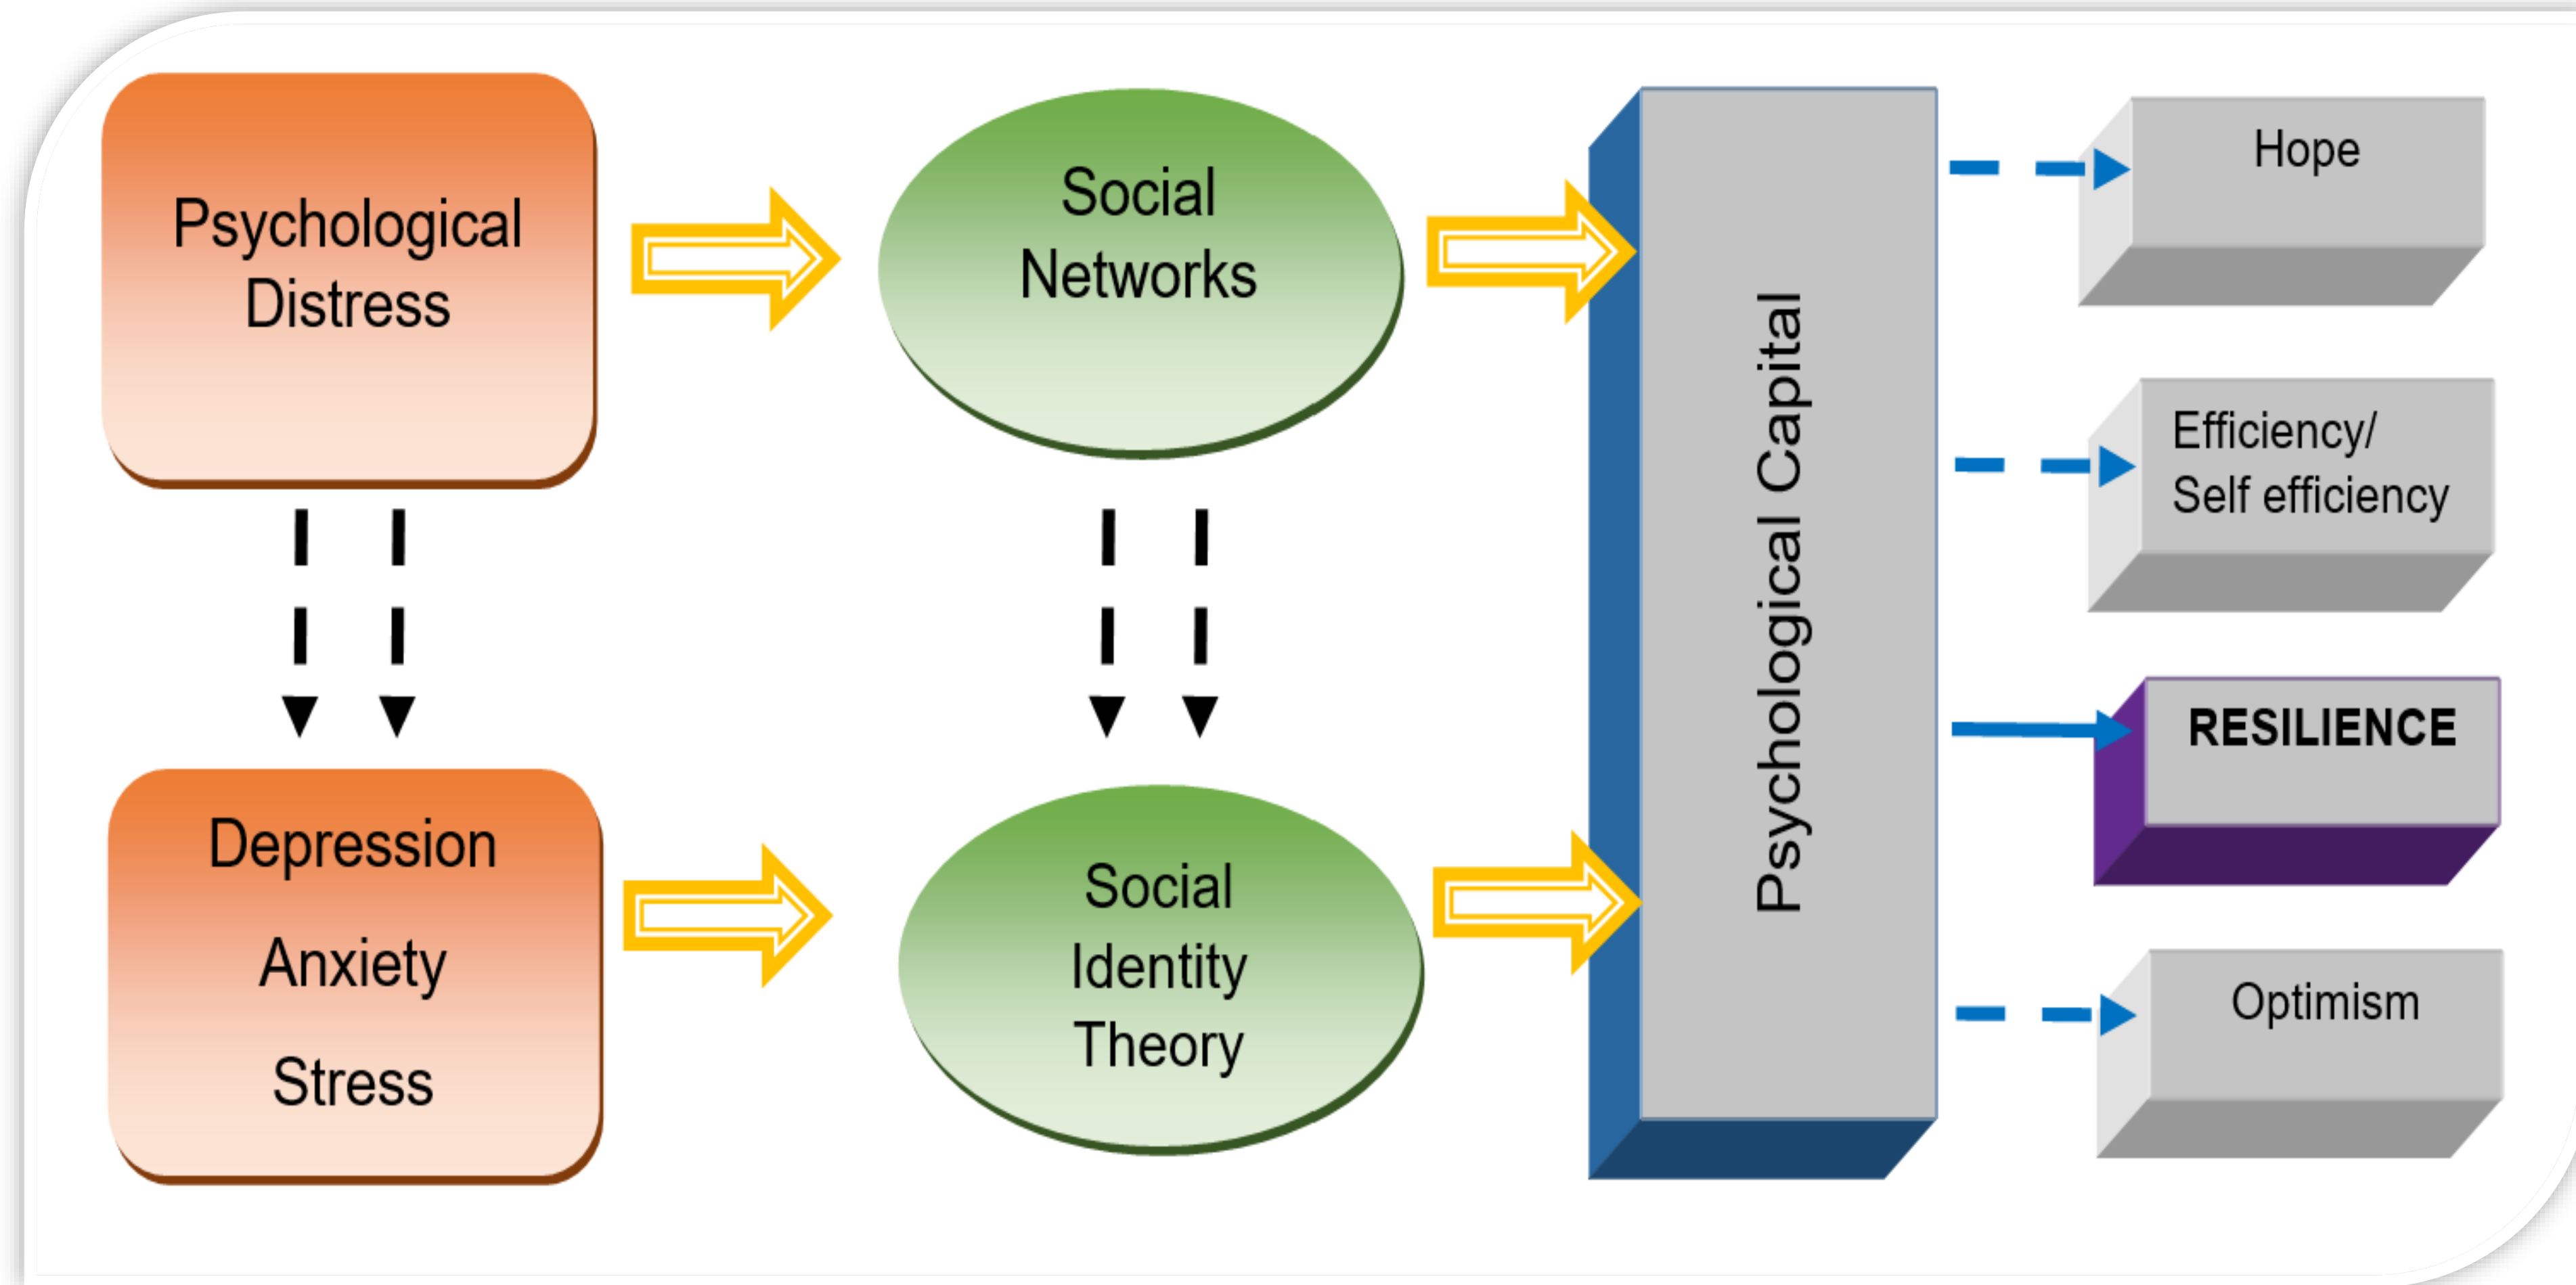 Psychological
Distress
Social
Networks
Psychological Capital
Hope
Efficiency/
Self efficiency
RESILIENCE
Optimism
Depression
Anxiety
Stress
Social
Identity
Theory